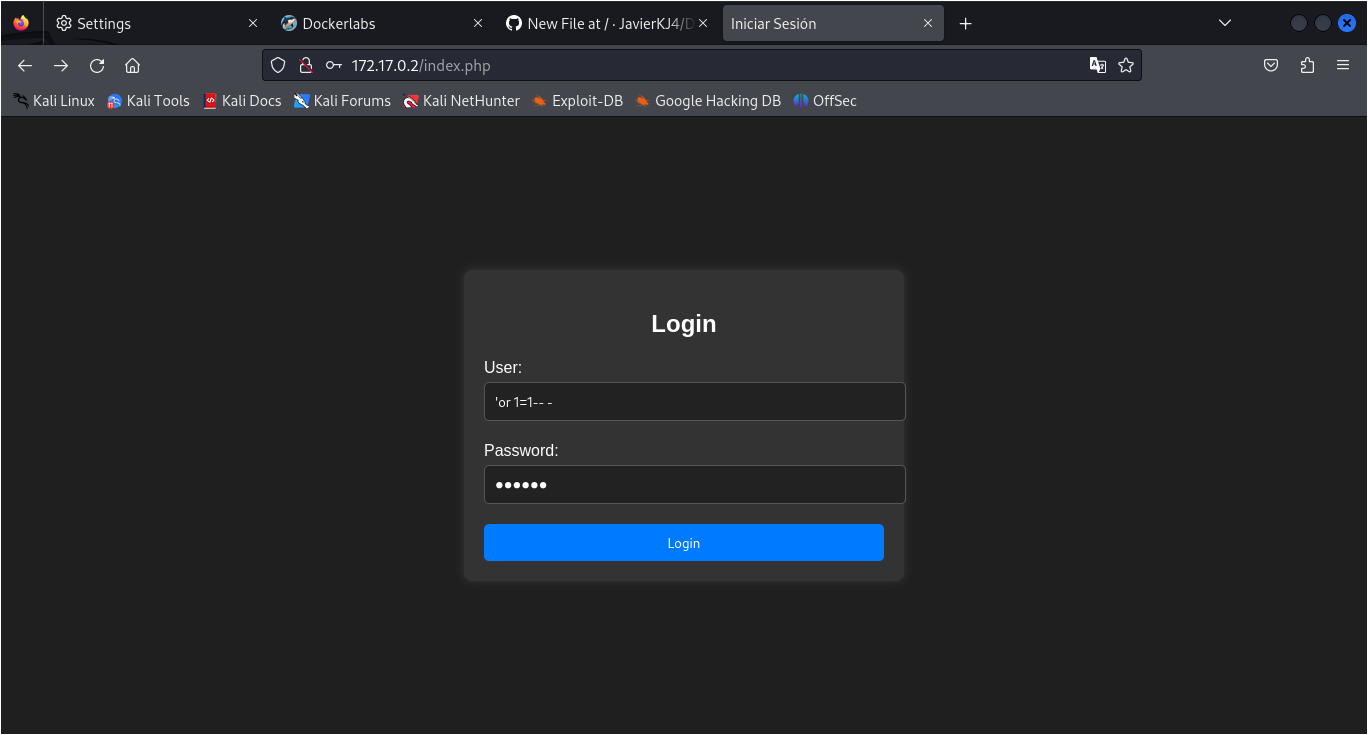 Settings
Dockerlabs
New File at / · JavierKJ4/D
Iniciar Sesión
172.17.0.2/index.php
Kali Linux
Kali Tools
Kali Docs
Kali Forums
Kali NetHunter
Exploit-DB
Google Hacking DB
OffSec
Login
User:
'or 1=1-- -
Password:
●●●●●●
Login